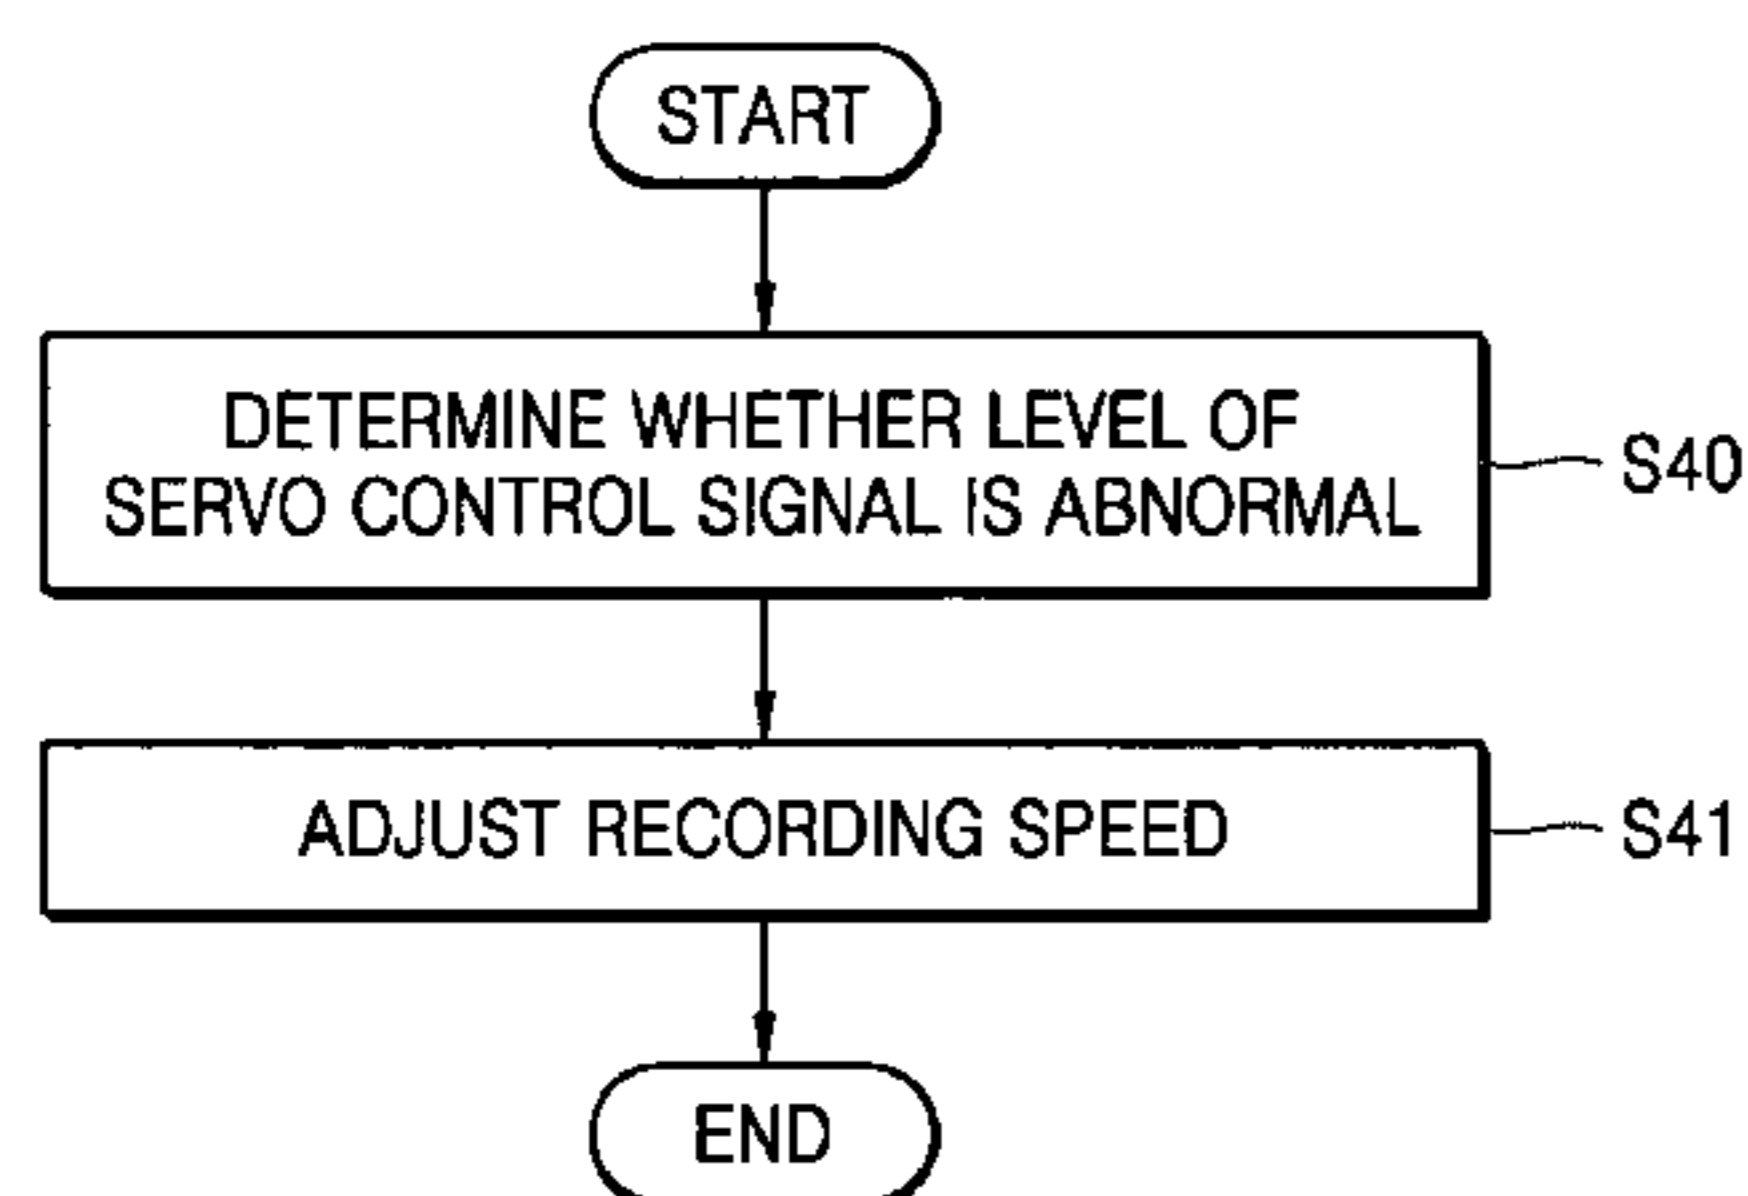 START
DETERMINE WHETHER LEVEL OF
SERVO CONTROL SIGNAL IS ABNORMAL
S40
ADJUST RECORDING SPEED
S41
END